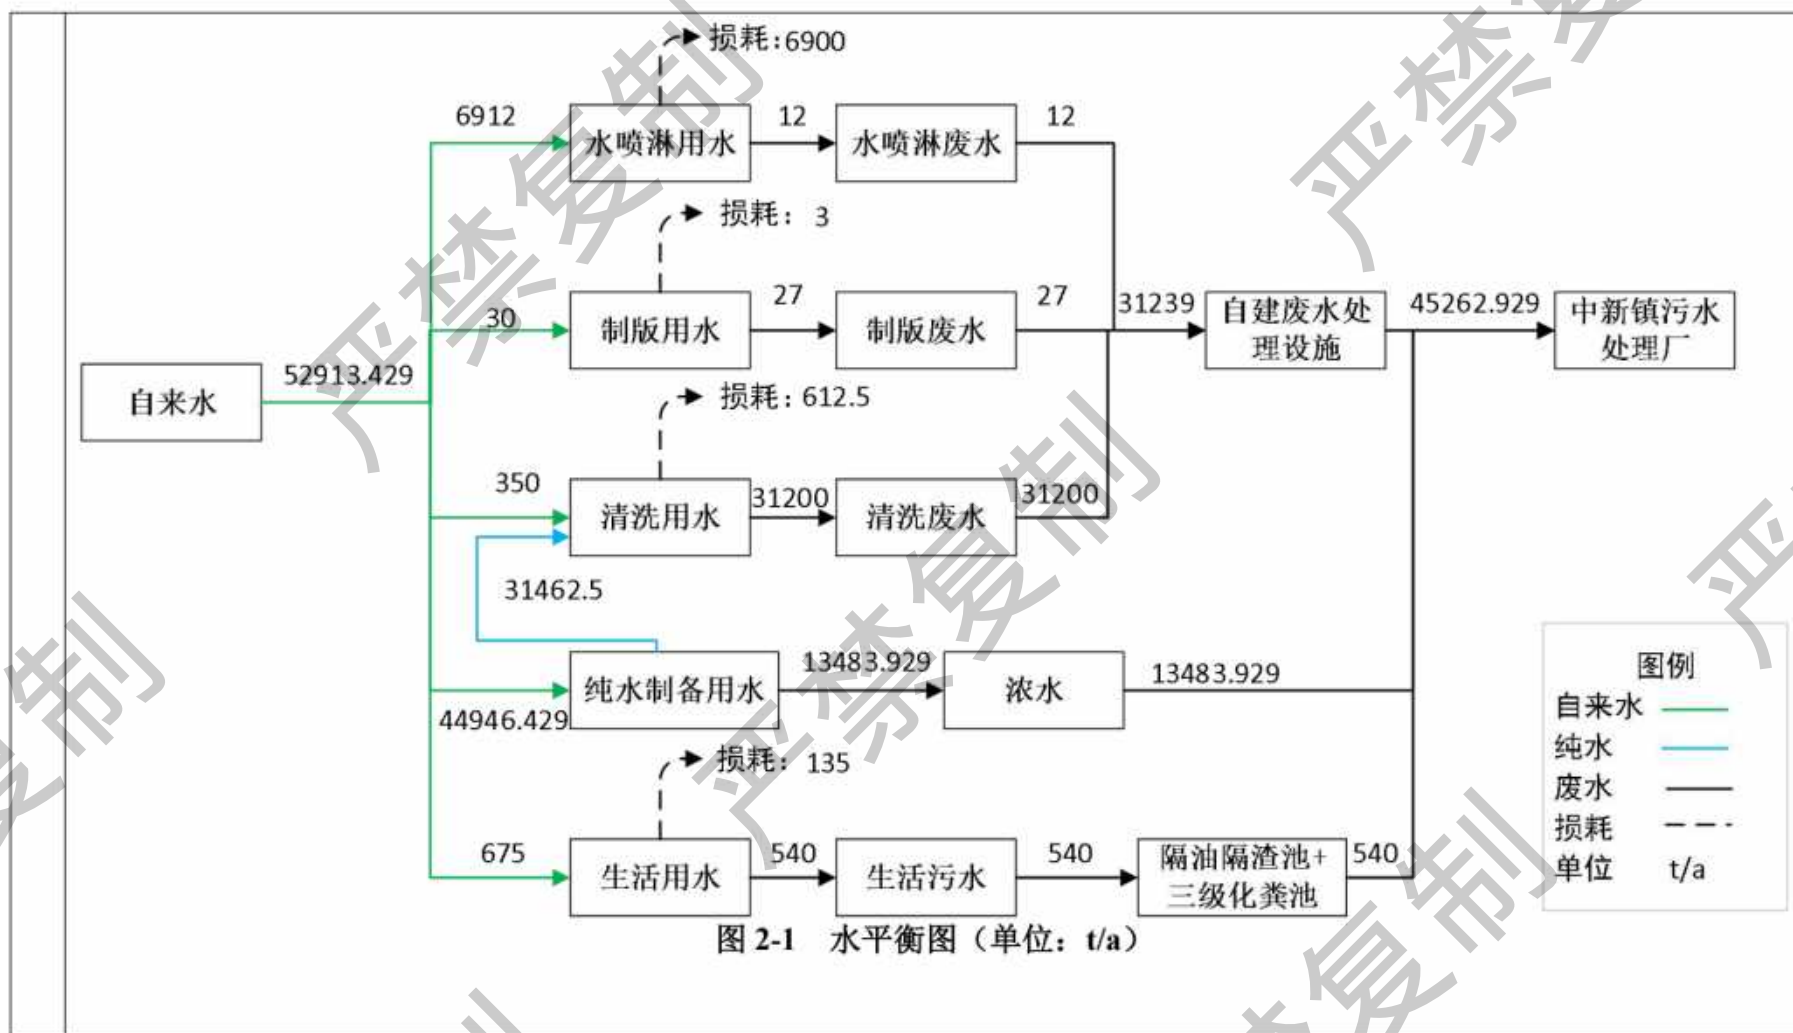 损耗:6900
6912
水喷淋用水
12
水喷淋废水
12
损耗： 3
30
制版用水
27
制版废水
27
31239
自建废水处
理设施
45262.929
中新镇污水
处理厂
自来水
52913.429
损耗: 612.5
350
清洗用水
31200
清洗废水
31200
31462.5
纯水制备用水
44946.429
13483.929
浓水
13483.929
损耗: 135
675
生活用水
540
生活污水
540
隔油隔渣池+
三级化粪池
540
图例
自来水
纯水
废水
损耗
单位 t/a
图 2-1 水平衡图（单位：t/a）
严禁复制
严禁复制
严禁复
严
复制
制